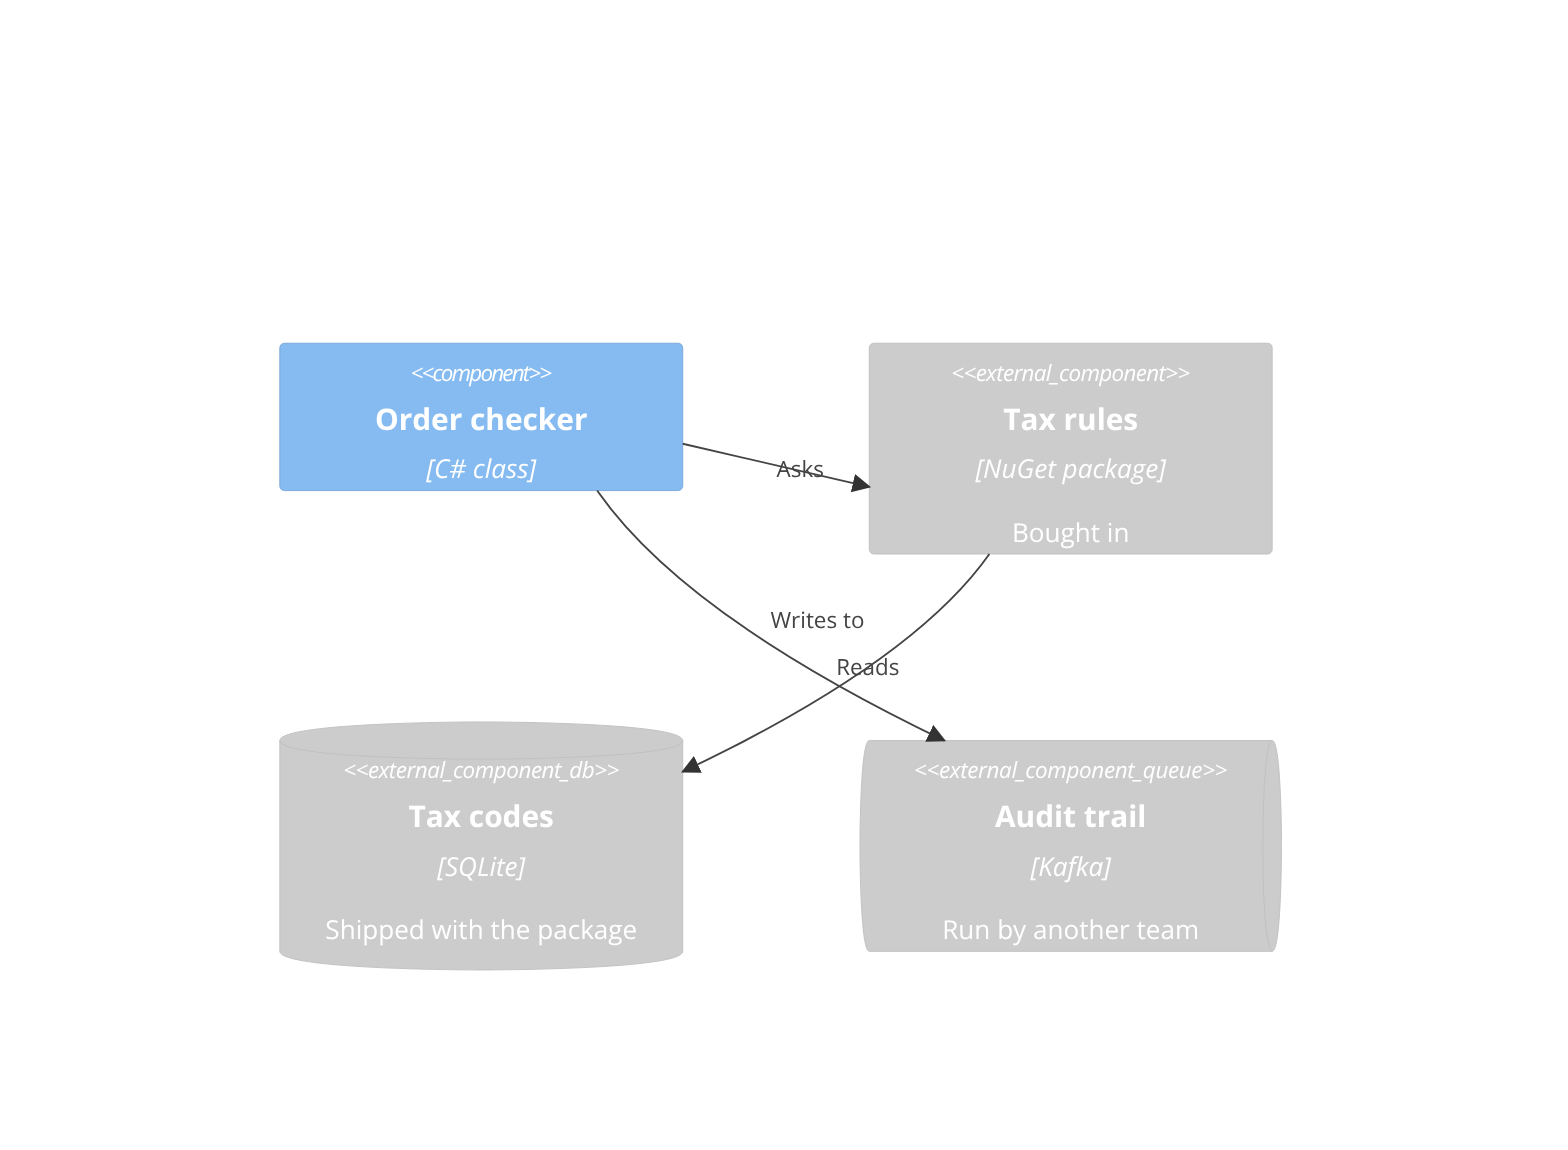 <<component>>
Order checker
[C# class]
Asks
<<external_component>>
Tax rules
[NuGet package]
Bought in
Writes to
Reads
<<external_component_db>>
Tax codes
[SQLite]
Shipped with the package
<<external_component_queue>>
Audit trail
[Kafka]
Run by another team